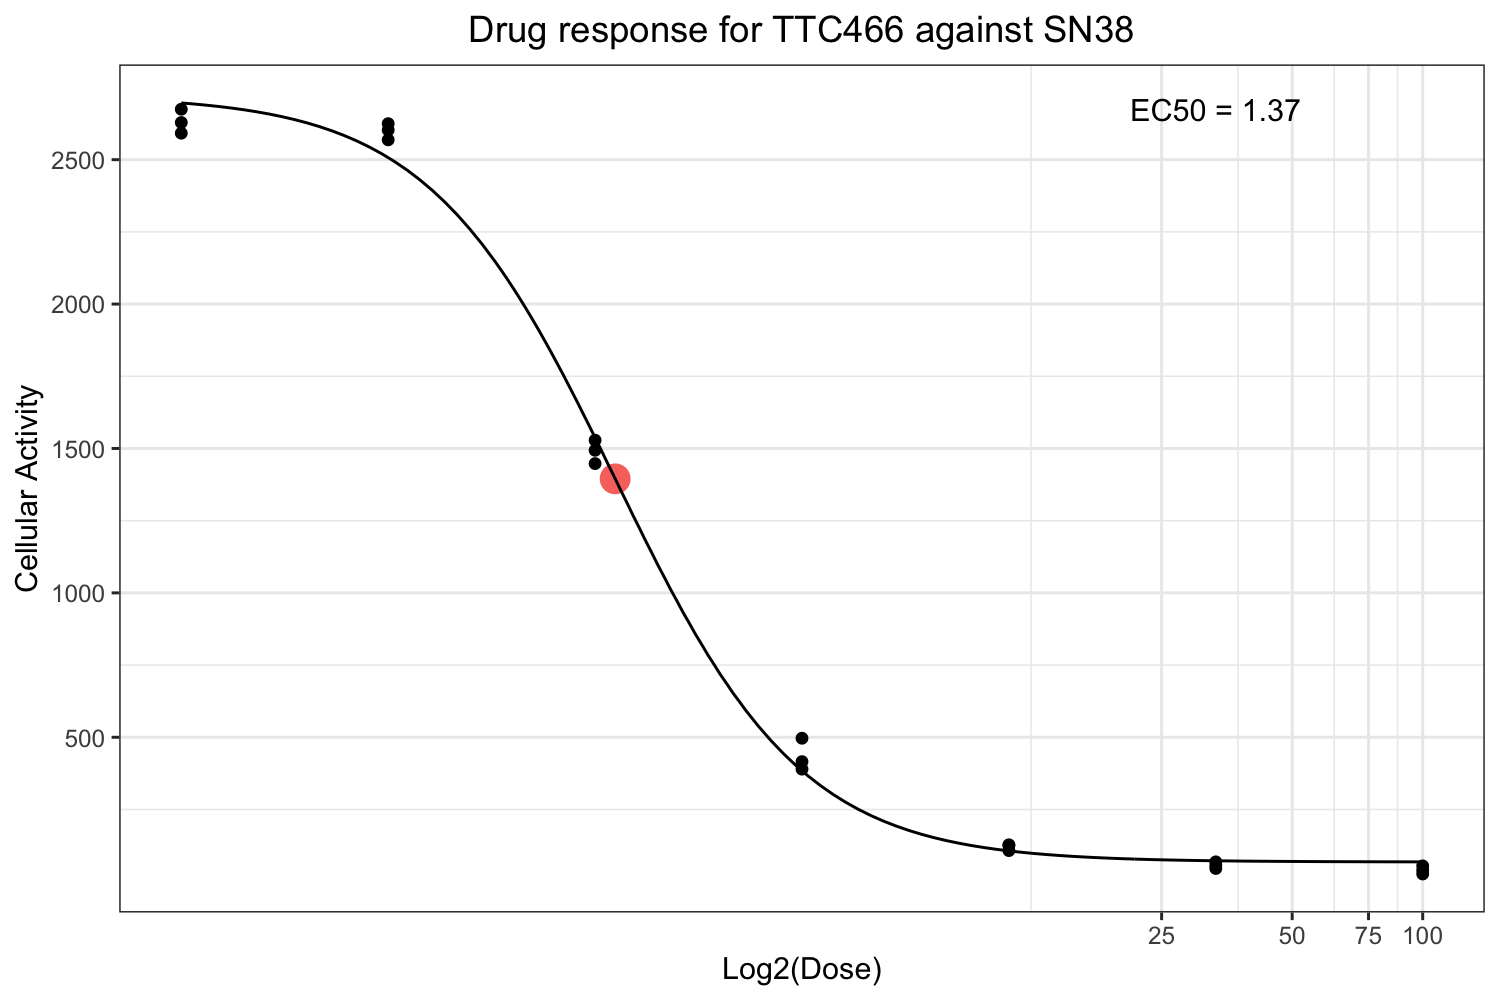 Drug response for TTC466 against SN38
EC50 = 1.37
Cellular Activity
2500
2000
1500
1000
500
25 50 75 100
Log2(Dose)